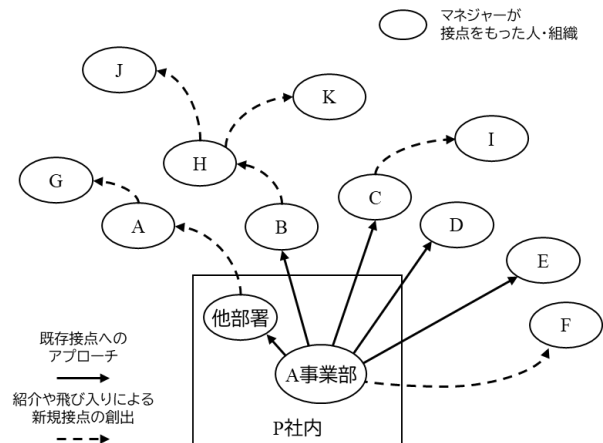 マネジャーが
接点をもった人・組織
J
K
I
H
G
C
A
B
D
E
F
他部署
A事業部
P社内
既存接点への
アプローチ
紹介や飛び入りによる
新規接点の創出